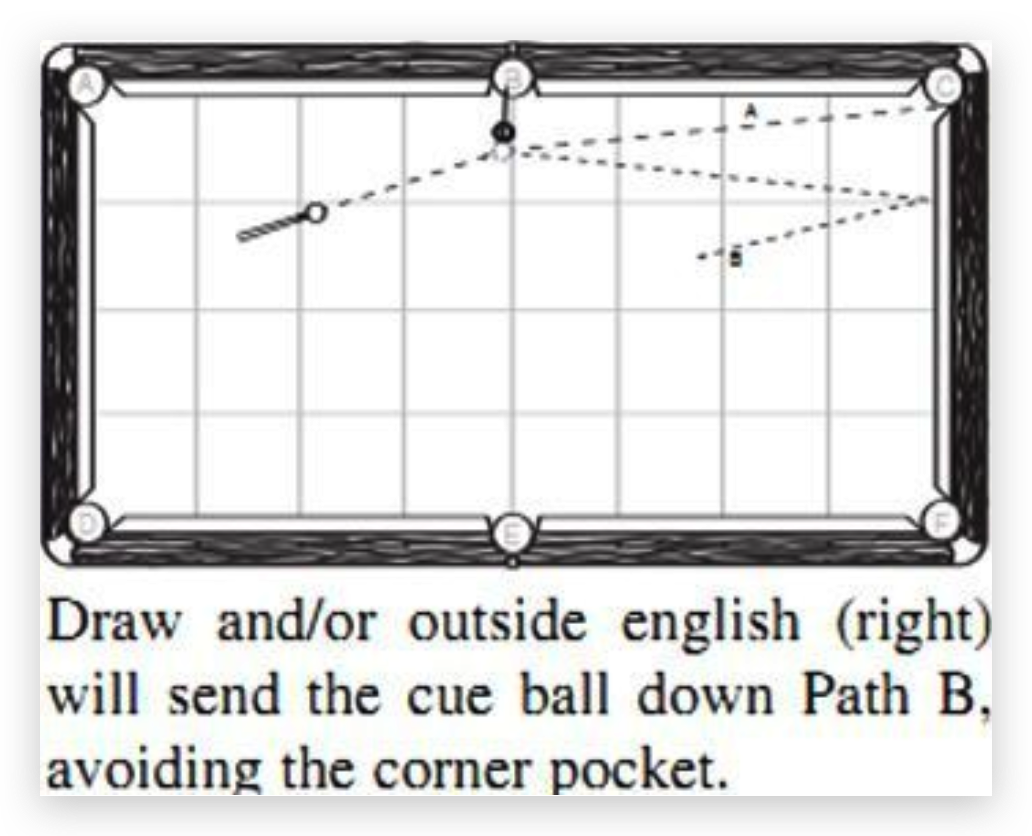 A B C
A
B
D E F
Draw and/or outside english (right)
will send the cue ball down Path B,
avoiding the corner pocket.